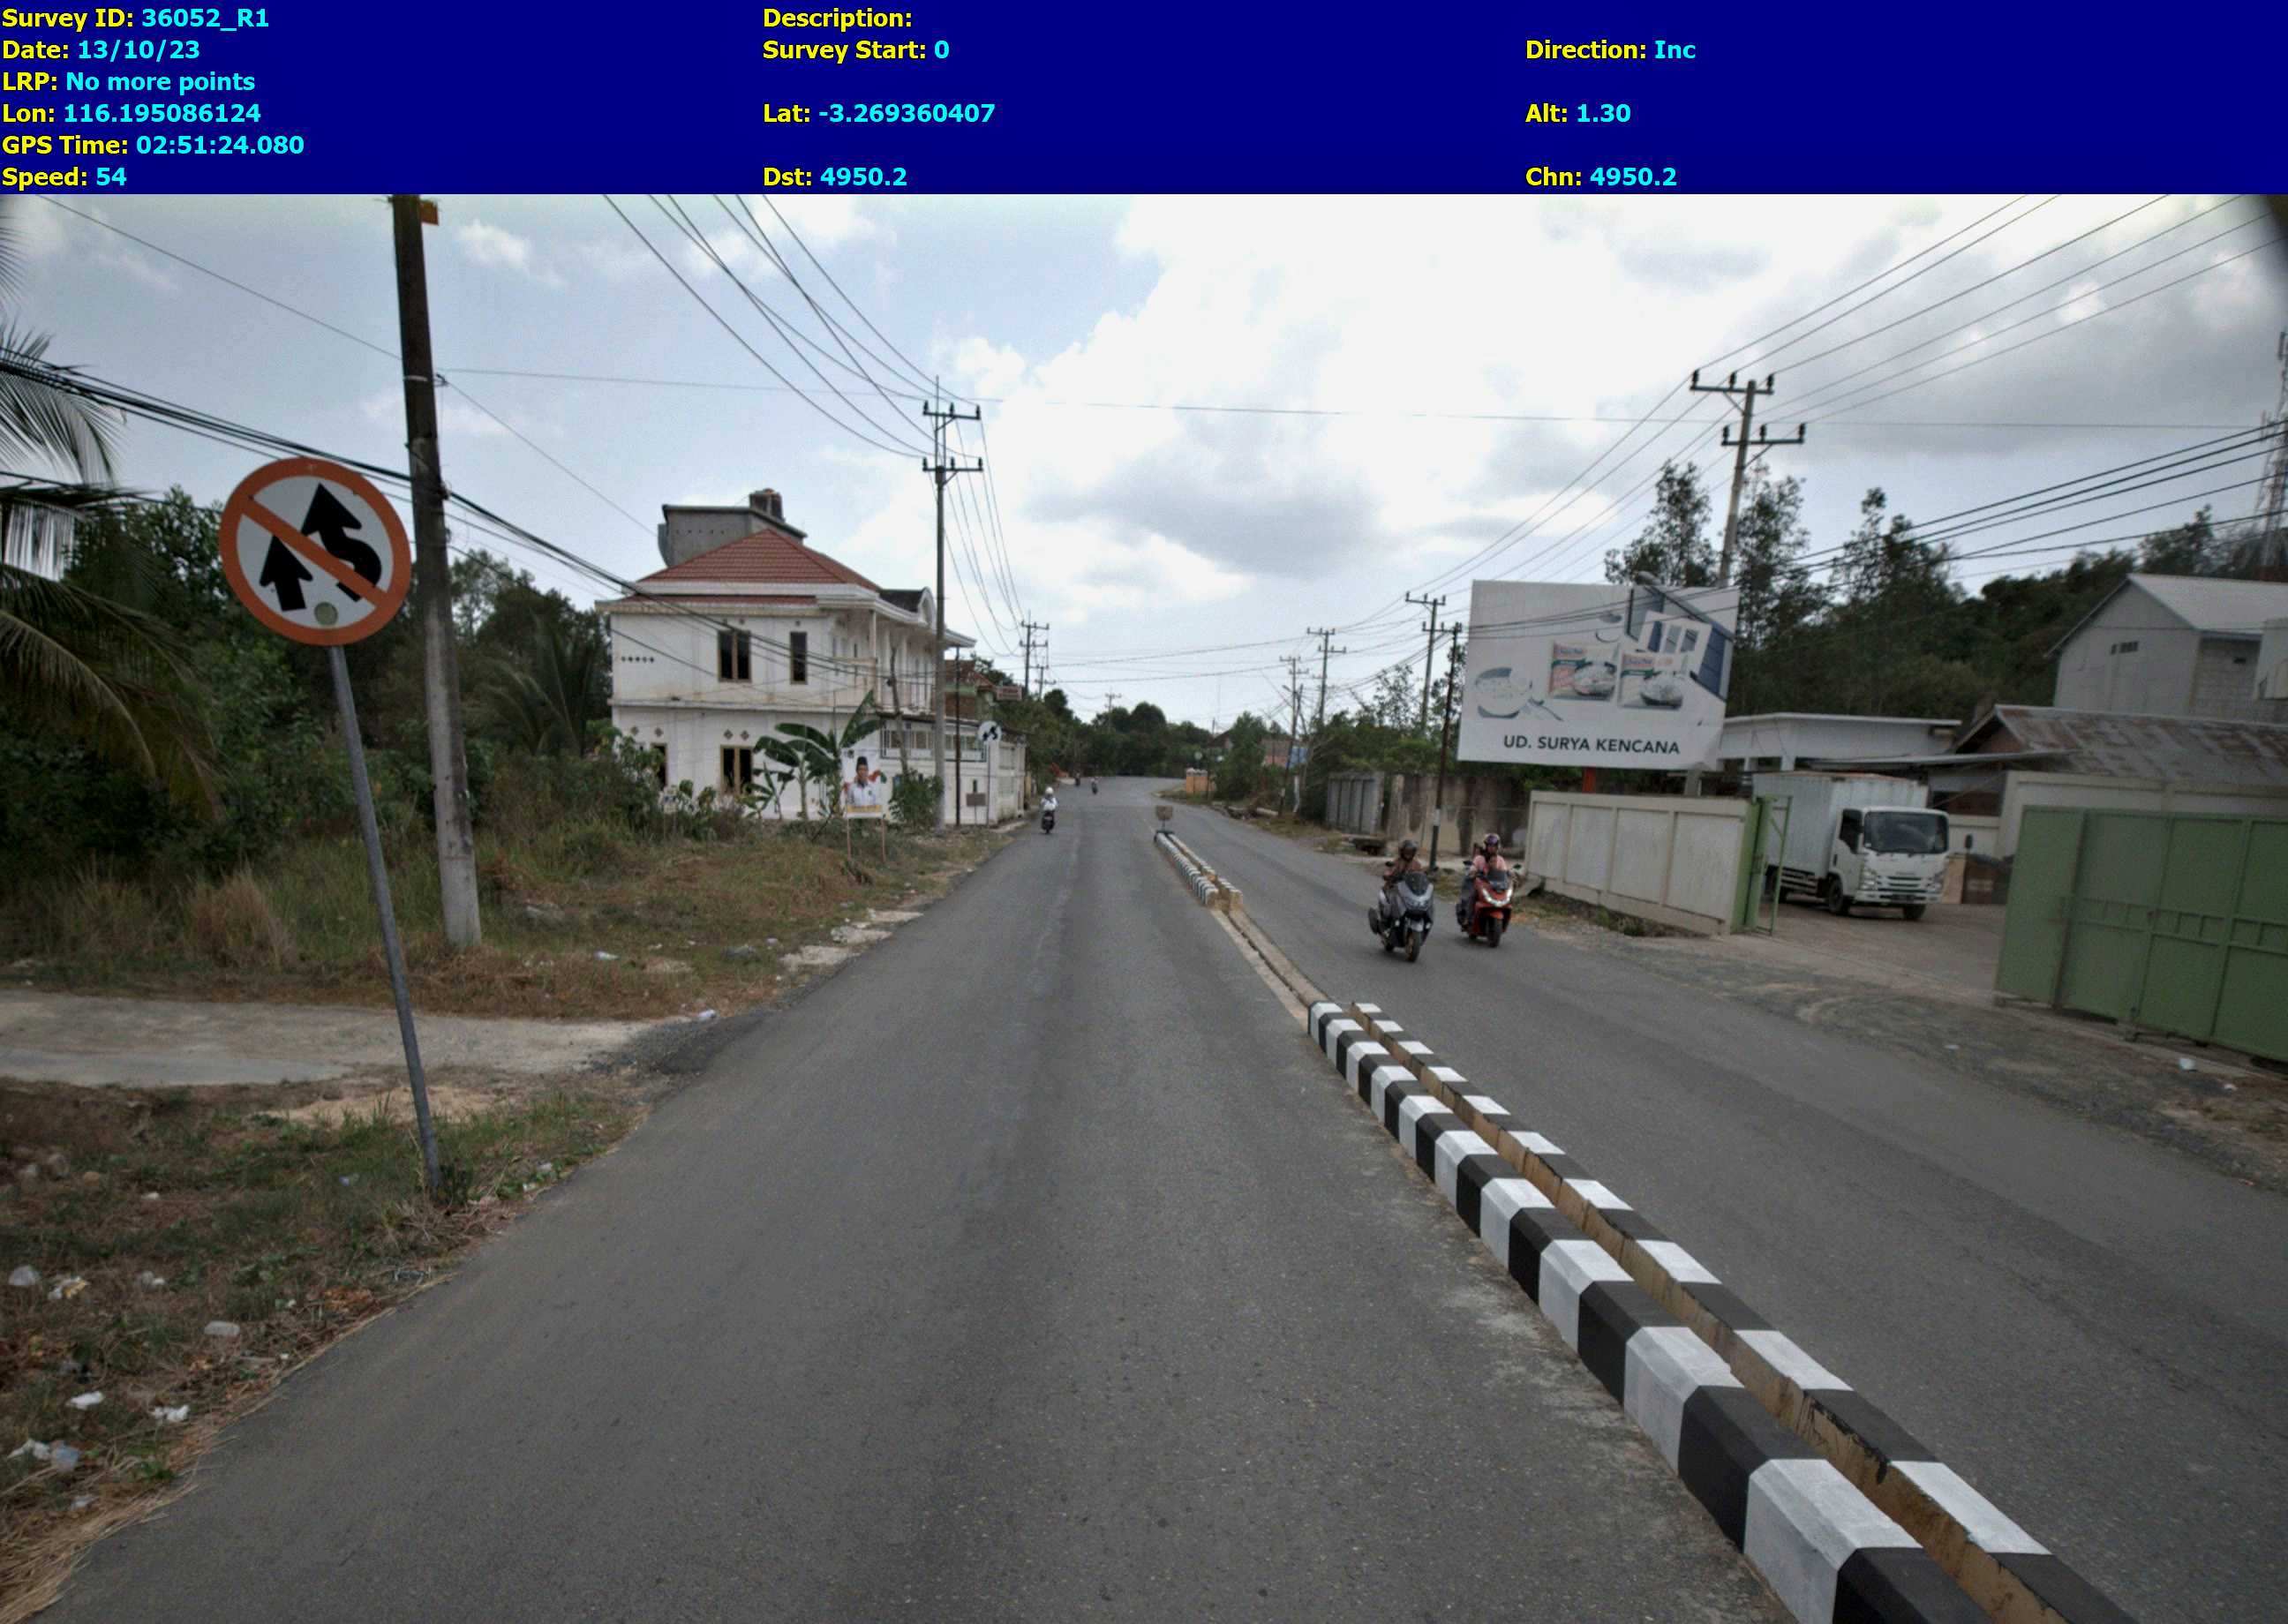 Survey ID: 36052_R1
Description:
Date: 13/10/23
Survey Start: 0
Direction: Inc
LRP: No more points
Lon: 116.195086124
Lat: -3.269360407
Alt: 1.30
GPS Time: 02:51:24.080
Speed: 54
Dst: 4950.2
Chn: 4950.2
UD. SURYA KENCANA